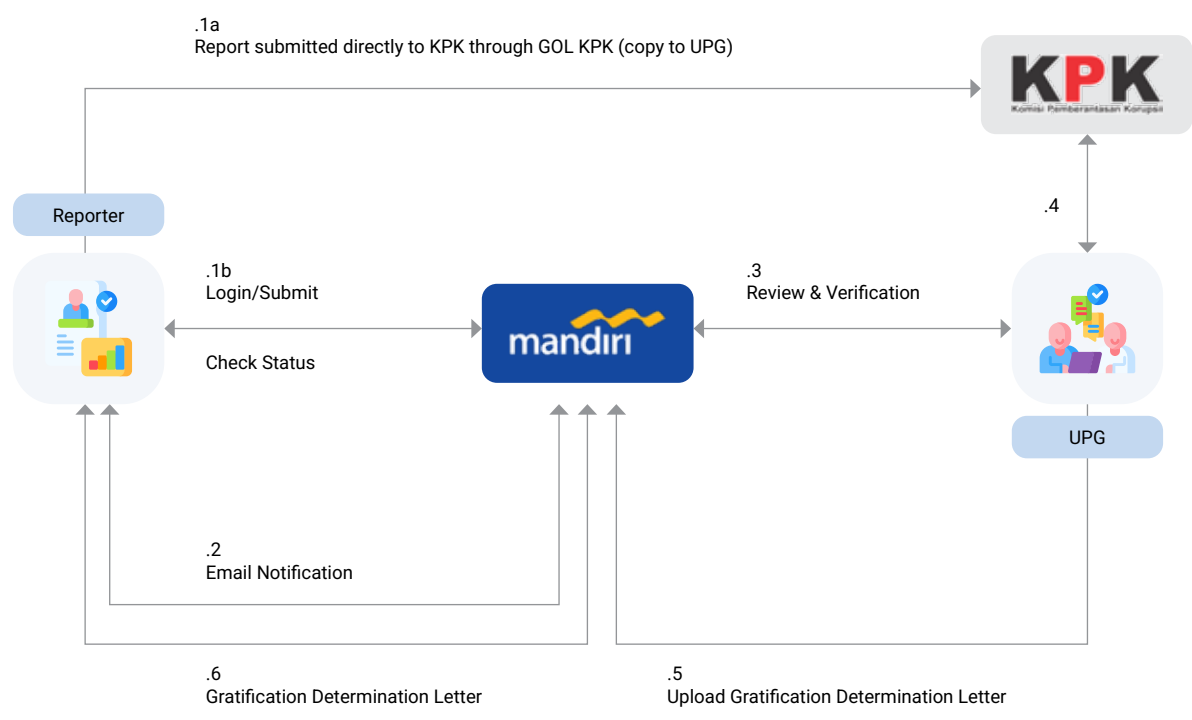 .1a
Report submitted directly to KPK through GOL KPK (copy to UPG)
KPK
Komisi Pemberantasan Korupsi
Reporter
.4
.1b
Login/Submit
.3
Review & Verification
mandiri
Check Status
UPG
.2
Email Notification
.6
Gratification Determination Letter
.5
Upload Gratification Determination Letter